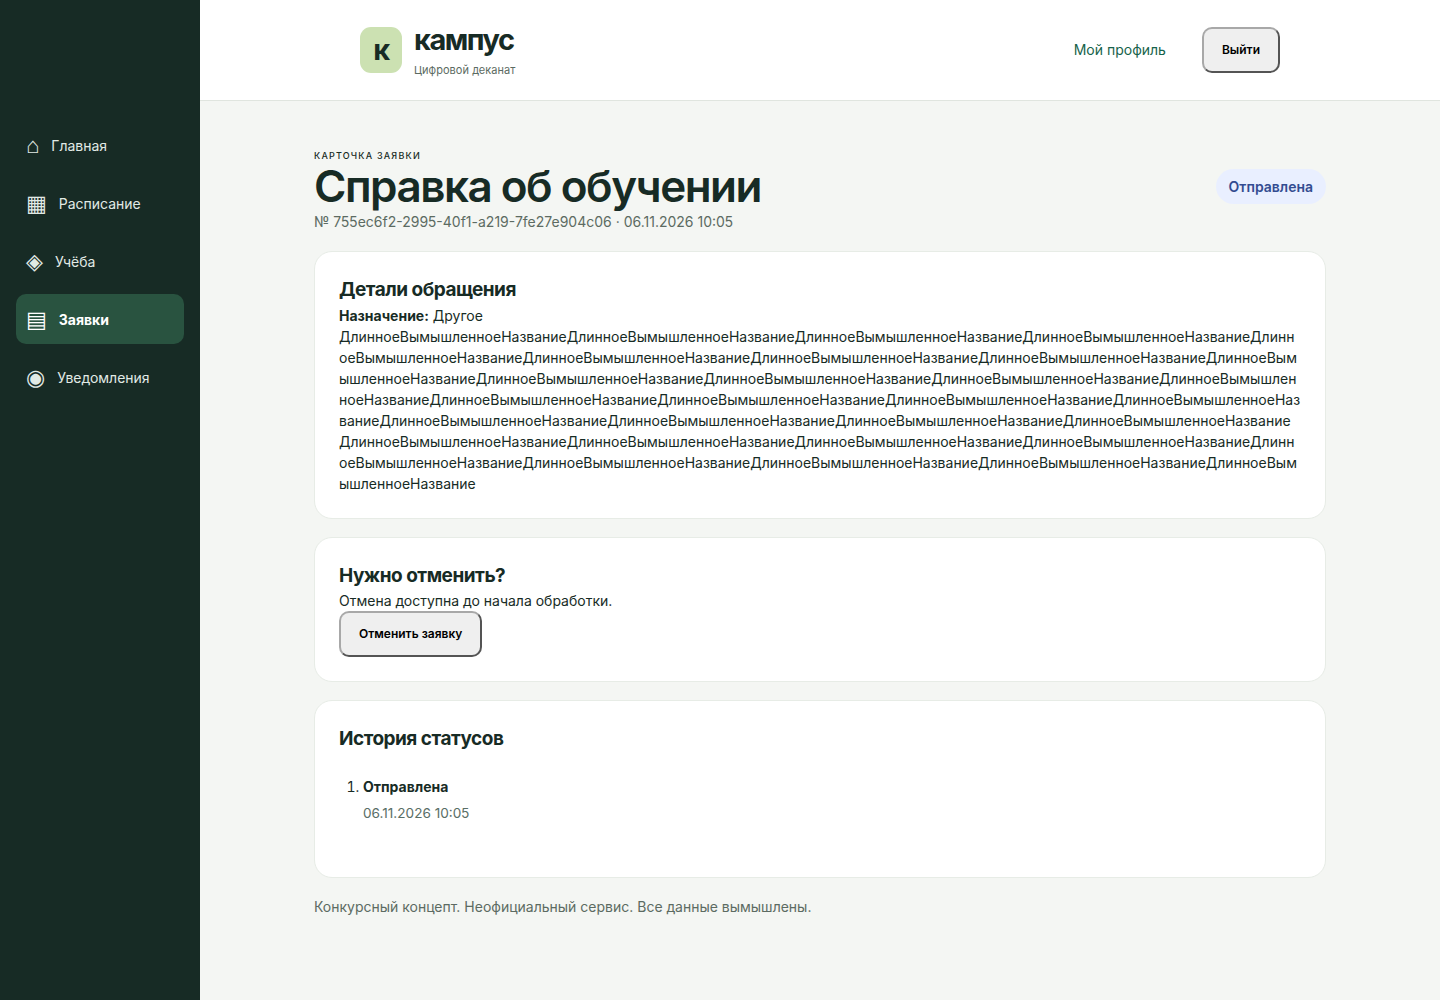 к
кампус
Цифровой деканат
Мой профиль
Выйти
Главная
Расписание
Учёба
Заявки
Уведомления
КАРТОЧКА ЗАЯВКИ
Справка об обучении
Отправлена
№ 755ec6f2-2995-40f1-a219-7fe27e904c06 · 06.11.2026 10:05
Детали обращения
Назначение: Другое
ДлинноеВымышленноеНазваниеДлинноеВымышленноеНазваниеДлинноеВымышленноеНазваниеДлинноеВымышленноеНазваниеДлинн
оеВымышленноеНазваниеДлинноеВымышленноеНазваниеДлинноеВымышленноеНазваниеДлинноеВымышленноеНазваниеДлинноеВым
ышленноеНазваниеДлинноеВымышленноеНазваниеДлинноеВымышленноеНазваниеДлинноеВымышленноеНазваниеДлинноеВымышлен
ноеНазваниеДлинноеВымышленноеНазваниеДлинноеВымышленноеНазваниеДлинноеВымышленноеНазваниеДлинноеВымышленноеНаз
ваниеДлинноеВымышленноеНазваниеДлинноеВымышленноеНазваниеДлинноеВымышленноеНазваниеДлинноеВымышленноеНазвание
ДлинноеВымышленноеНазваниеДлинноеВымышленноеНазваниеДлинноеВымышленноеНазваниеДлинноеВымышленноеНазваниеДлинн
оеВымышленноеНазваниеДлинноеВымышленноеНазваниеДлинноеВымышленноеНазваниеДлинноеВымышленноеНазваниеДлинноеВым
ышленноеНазвание
Нужно отменить?
Отмена доступна до начала обработки.
Отменить заявку
История статусов
1. Отправлена
06.11.2026 10:05
Конкурсный концепт. Неофициальный сервис. Все данные вымышлены.